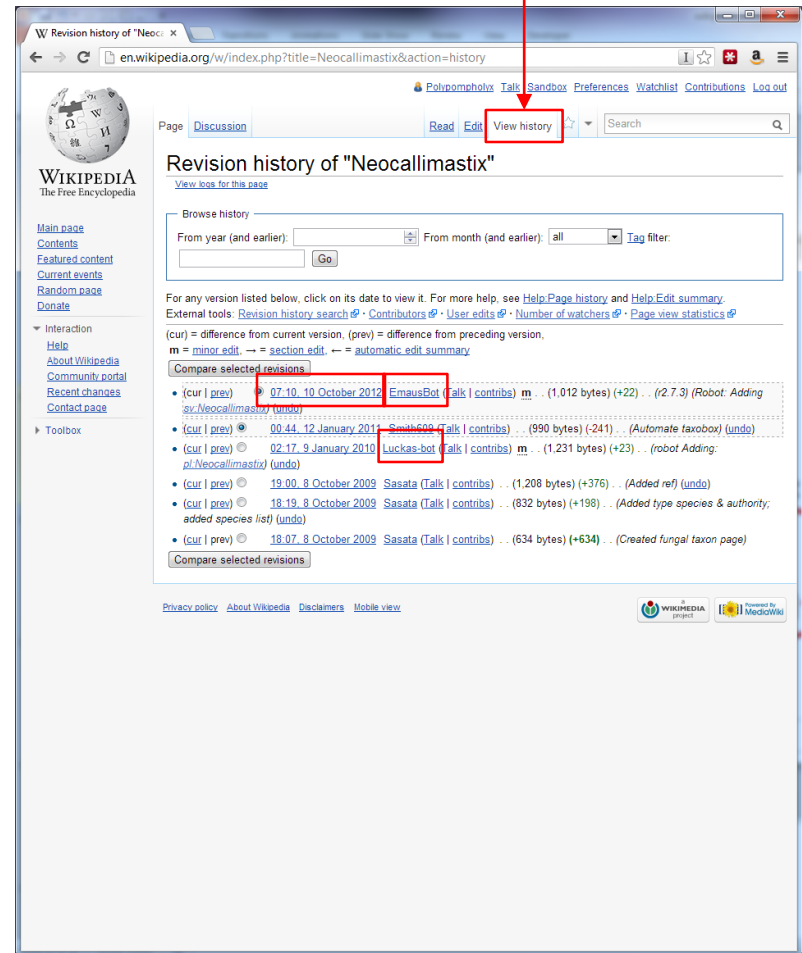 W Revision history of "Neoca ×
en.wikipedia.org/w/index.php?title=Neocallimastix&action=history
Polypompholyx Talk Sandbox Preferences Watchlist Contributions Log out
Page Discussion Read Edit View history Search
WIKIPEDIA
The Free Encyclopedia
Main page
Contents
Featured content
Current events
Random page
Donate
Interaction
Help
About Wikipedia
Community portal
Recent changes
Contact page
Toolbox
Revision history of "Neocallimastix"
View logs for this page
Browse history
From year (and earlier): From month (and earlier): all Tag filter:
Go
For any version listed below, click on its date to view it. For more help, see Help:Page history and Help:Edit summary.
External tools: Revision history search · Contributors · User edits · Number of watchers · Page view statistics
(cur) = difference from current version, (prev) = difference from preceding version,
m = minor edit, → = section edit, ← = automatic edit summary
Compare selected revisions
• (cur | prev) 07:10, 10 October 2012 EmausBot (Talk | contribs) m . . (1,012 bytes) (+22) . . (r2.7.3) (Robot: Adding
sv:Neocallimastix) (undo)
• (cur | prev) 00:44, 12 January 2011 Smith609 (Talk | contribs) . . (990 bytes) (-241) . . (Automate taxobox) (undo)
• (cur | prev) 02:17, 9 January 2010 Luckas-bot (Talk | contribs) m . . (1,231 bytes) (+23) . . (robot Adding:
pl:Neocallimastix) (undo)
• (cur | prev) 19:00, 8 October 2009 Sasata (Talk | contribs) . . (1,208 bytes) (+376) . . (Added ref) (undo)
• (cur | prev) 18:19, 8 October 2009 Sasata (Talk | contribs) . . (832 bytes) (+198) . . (Added type species & authority;
added species list) (undo)
• (cur | prev) 18:07, 8 October 2009 Sasata (Talk | contribs) . . (634 bytes) (+634) . . (Created fungal taxon page)
Compare selected revisions
Privacy policy About Wikipedia Disclaimers Mobile view
a
WIKIMEDIA
project
Powered By
MediaWiki